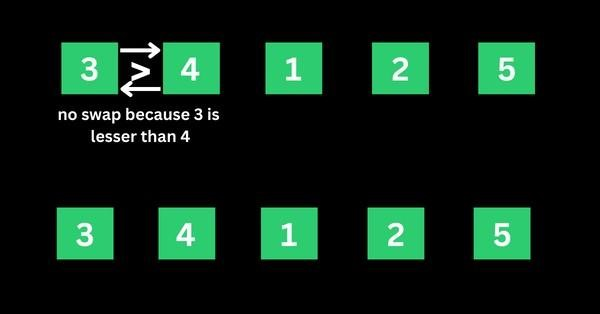 3 > 4 1 2 5
no swap because 3 is
lesser than 4
3 4 1 2 5